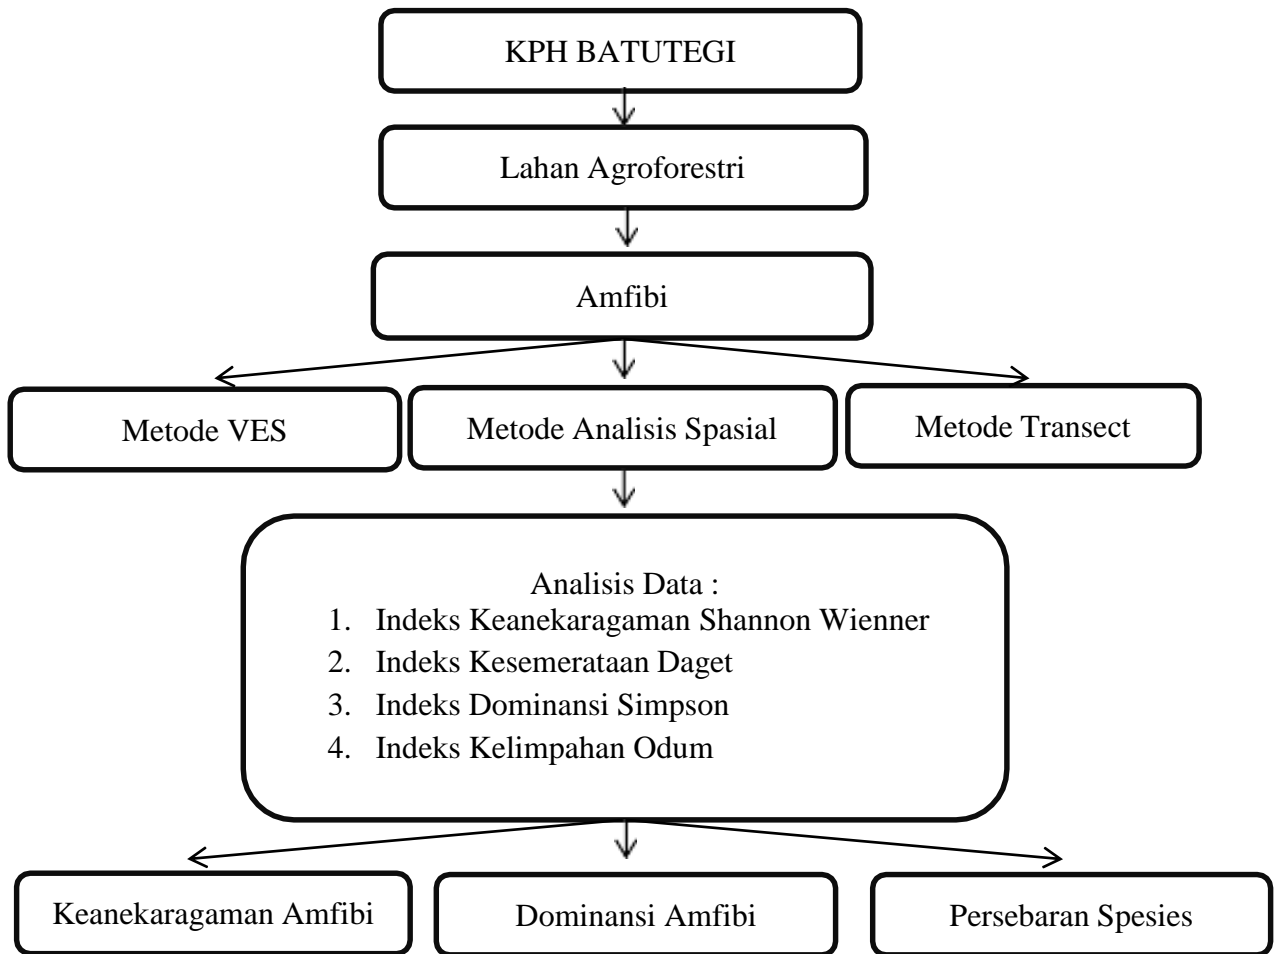 KPH BATUTEGI
Lahan Agroforestri
Amfibi
Metode VES
Metode Analisis Spasial
Metode Transect
Analisis Data :
1. Indeks Keanekaragaman Shannon Wienner
2. Indeks Kesemerataan Daget
3. Indeks Dominansi Simpson
4. Indeks Kelimpahan Odum
Keanekaragaman Amfibi
Dominansi Amfibi
Persebaran Spesies